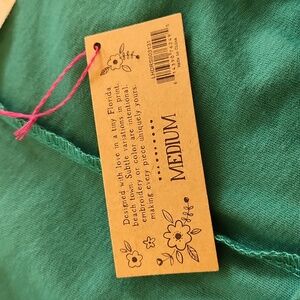 Designed with love in a tiny Florida
beach town. Subtle variations in print,
embroidery or color are intentional,
making every piece uniquely yours.
MEDIUM